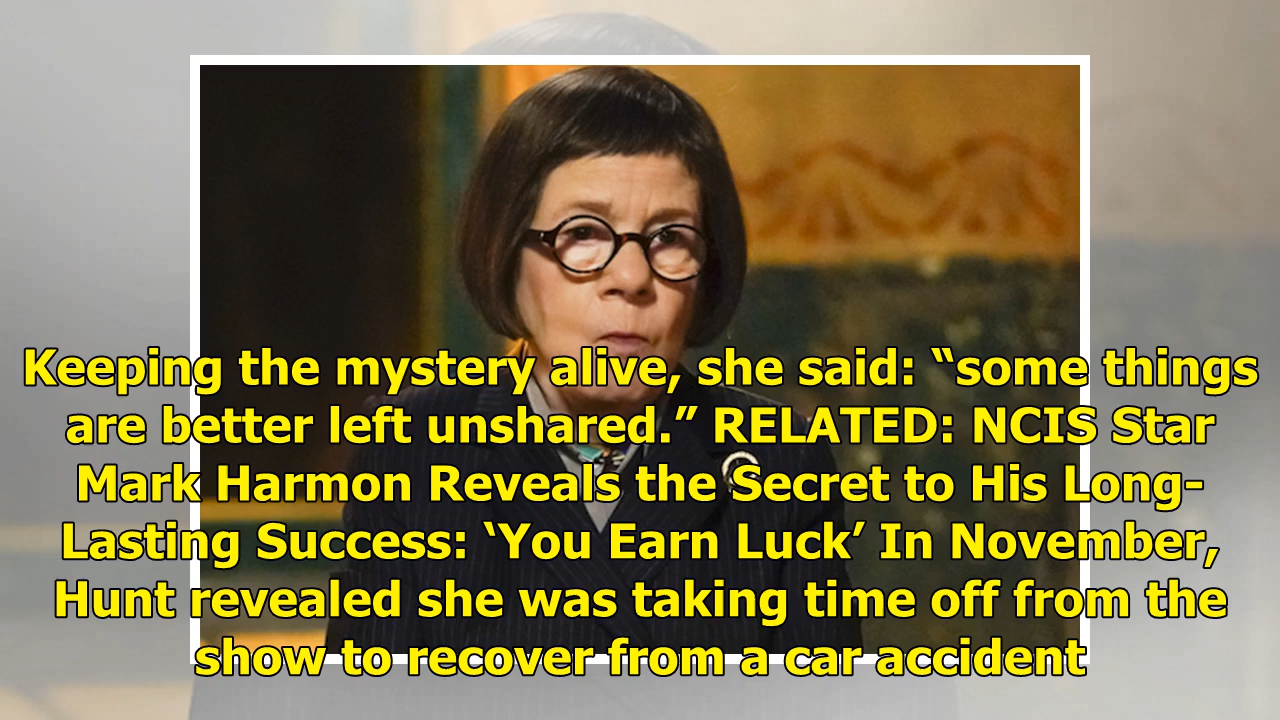 Keeping the mystery alive, she said: “some things
are better left unshared.” RELATED: NCIS Star
Mark Harmon Reveals the Secret to His Long-
Lasting Success: ‘You Earn Luck’ In November,
Hunt revealed she was taking time off from the
show to recover from a car accident